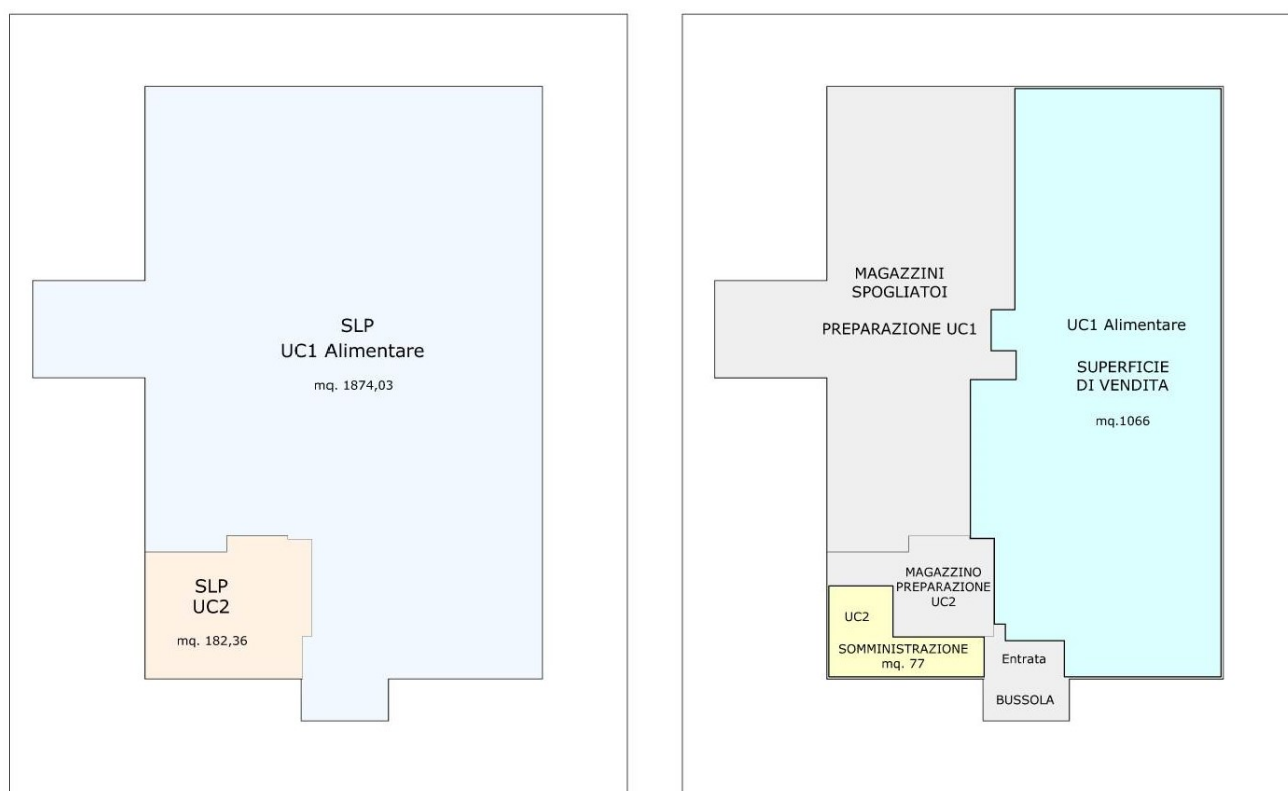 SLP
UC1 Alimentare
mq. 1874,03
SLP
UC2
mq. 182,36
MAGAZZINI
SPOGLIATOI
PREPARAZIONE UC1
UC1 Alimentare
SUPERFICIE
DI VENDITA
mq.1066
MAGAZZINO
PREPARAZIONE
UC2
UC2
SOMMINISTRAZIONE
mq. 77
Entrata
BUSSOLA